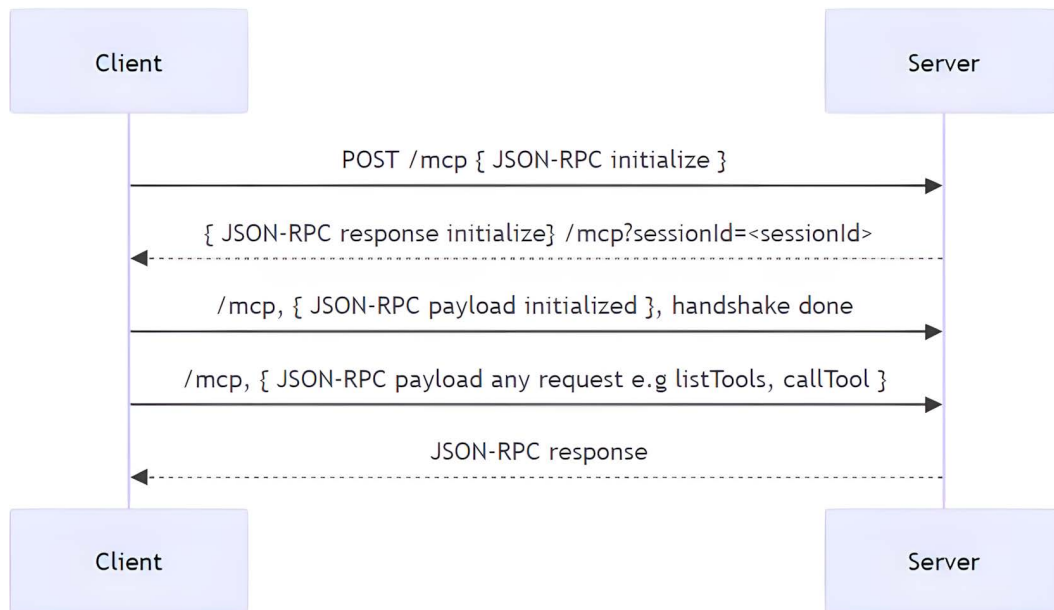 Client Server
POST /mcp { JSON-RPC initialize }
{ JSON-RPC response initialize} /mcp?sessionId=<sessionId>
/mcp, { JSON-RPC payload initialized }, handshake done
/mcp, { JSON-RPC payload any request e.g listTools, callTool }
JSON-RPC response
Client Server